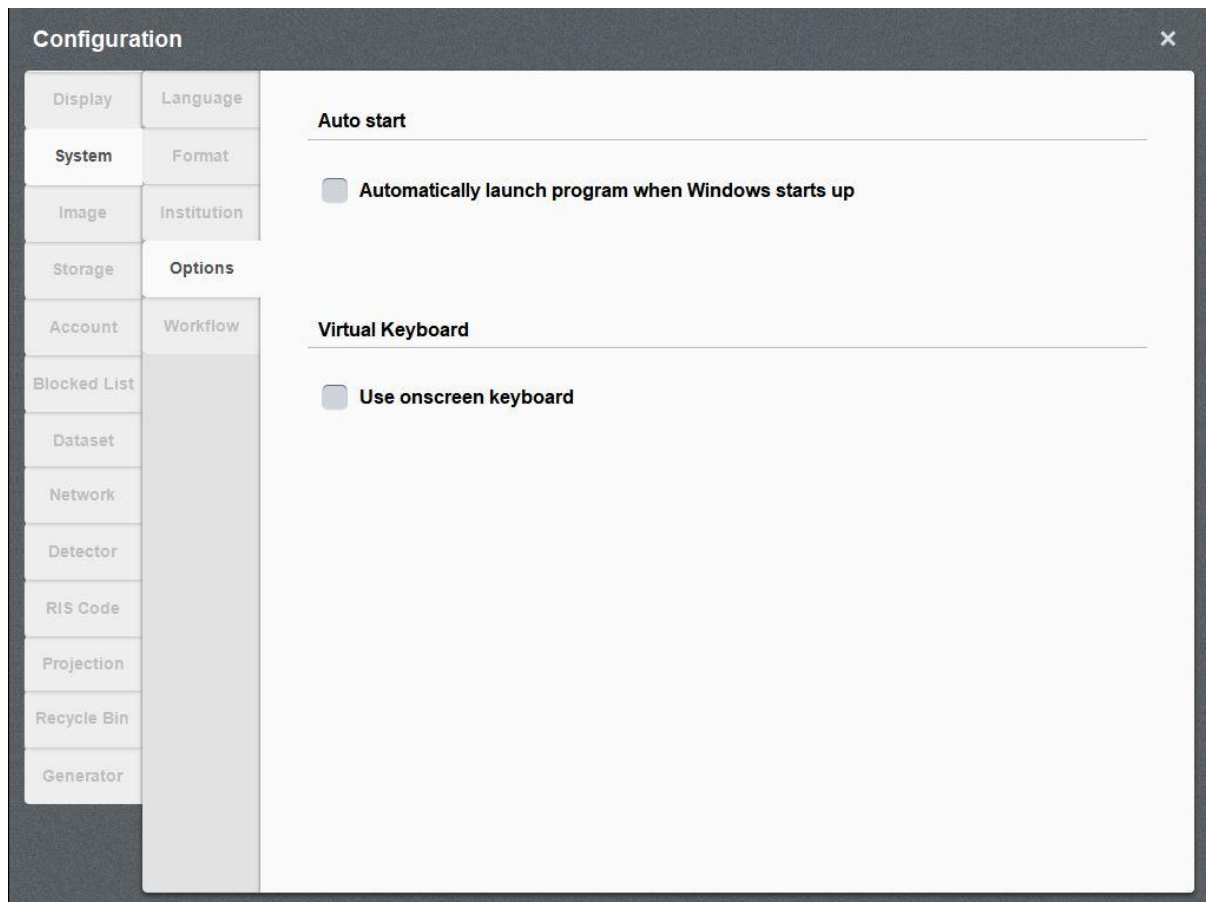 Configuration
Display
System
Image
Storage
Account
Blocked List
Dataset
Network
Detector
RIS Code
Projection
Recycle Bin
Generator
Language
Format
Institution
Options
Workflow
Auto start
Automatically launch program when Windows starts up
Virtual Keyboard
Use onscreen keyboard